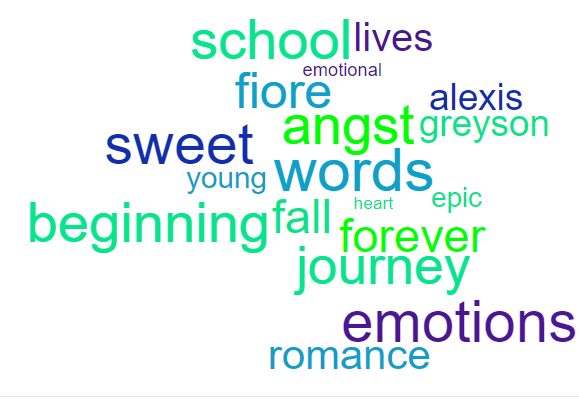 school lives
emotional
fiore alexis
angst greyson
sweet words
young
heart epic
beginning fall
forever
journey
emotions
romance